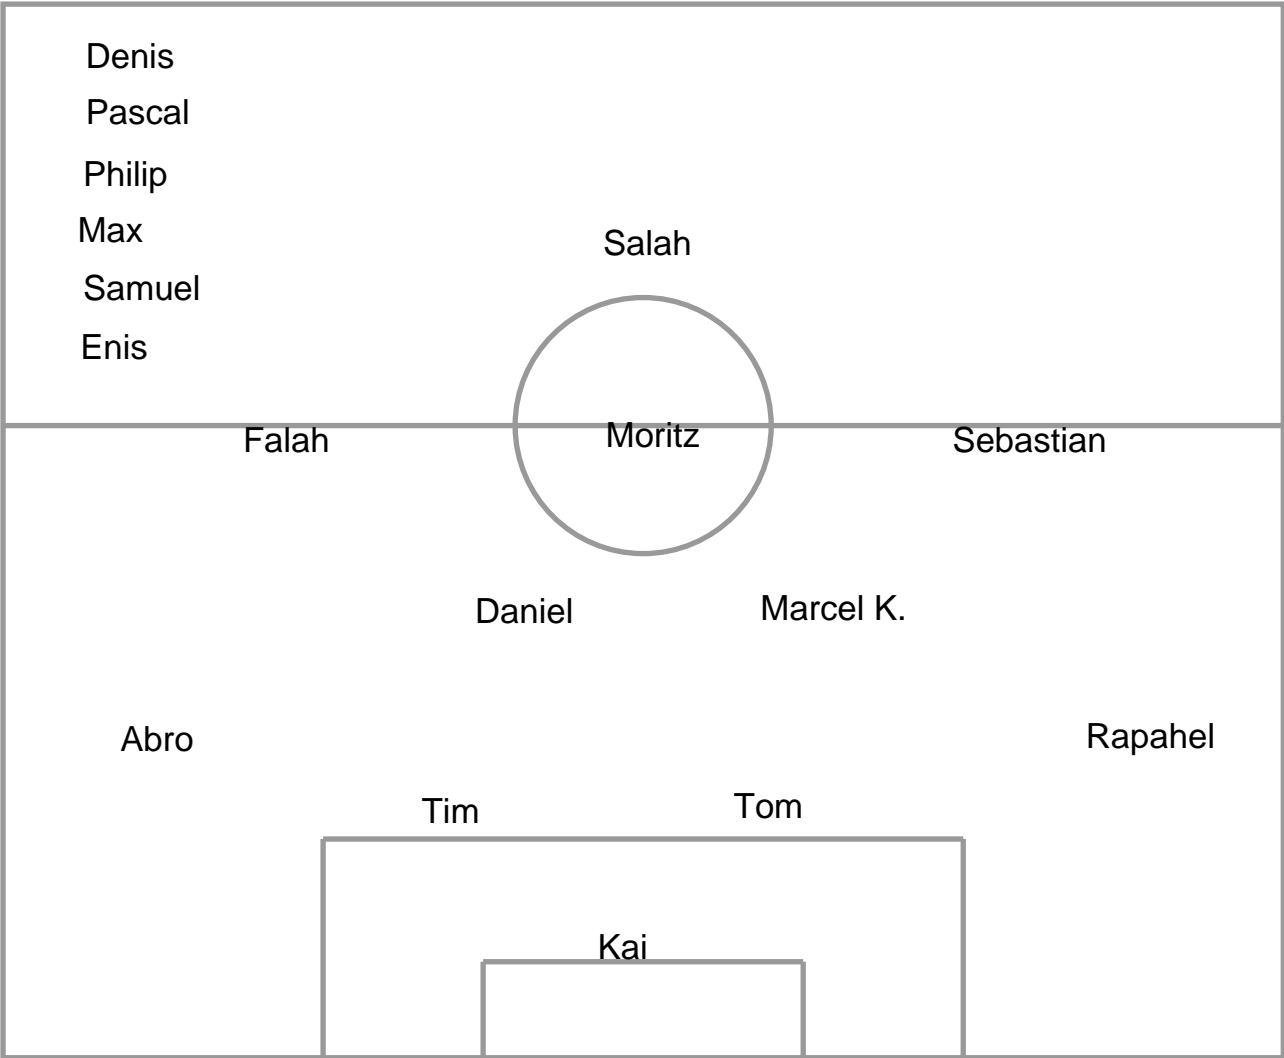 Denis
Pascal
Philip
Max
Salah
Samuel
Enis
Falah Moritz Sebastian
Daniel Marcel K.
Abro Rapahel
Tim Tom
Kai